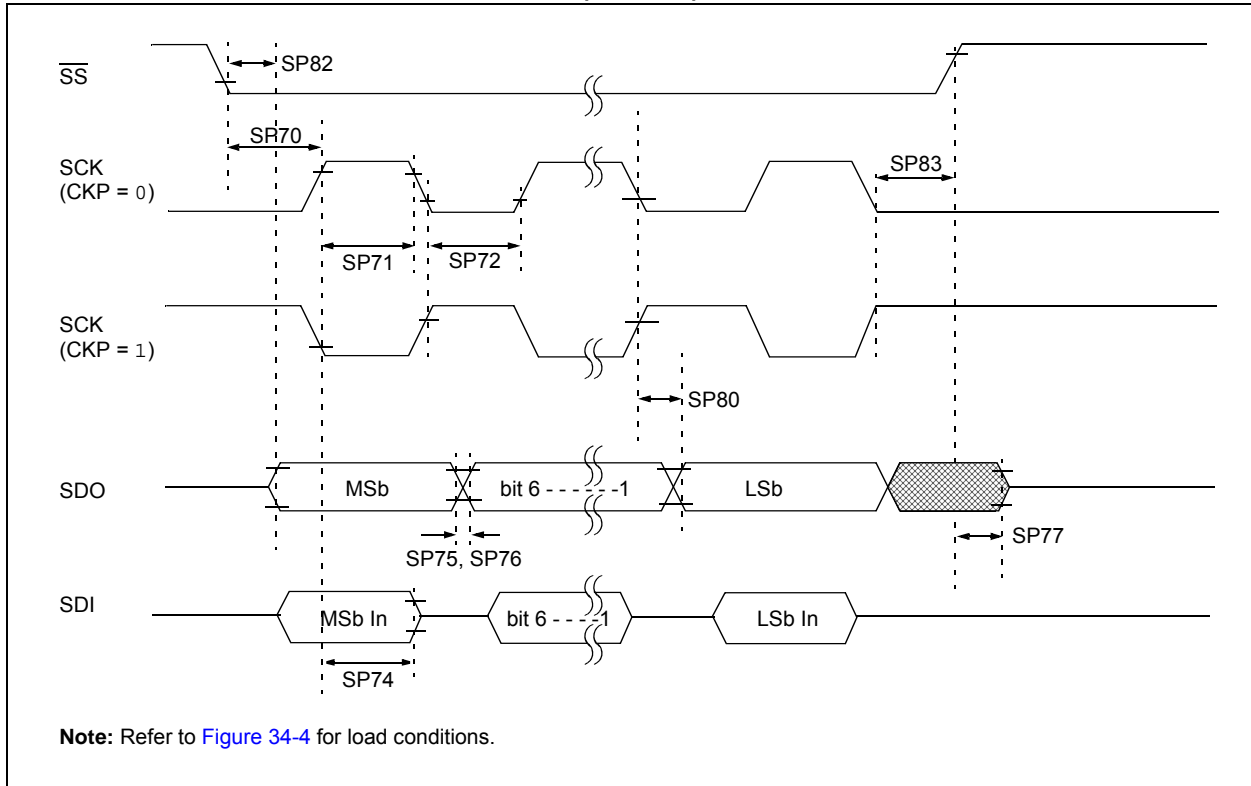 SS
SP82
SP70
SCK
(CKP = 0)
SP83
SP71
SP72
SCK
(CKP = 1)
SP80
SDO
MSb
bit 6 - - - - - -1
LSb
SP75, SP76
SP77
SDI
MSb In
bit 6 - - - -1
LSb In
SP74
Note: Refer to Figure 34-4 for load conditions.